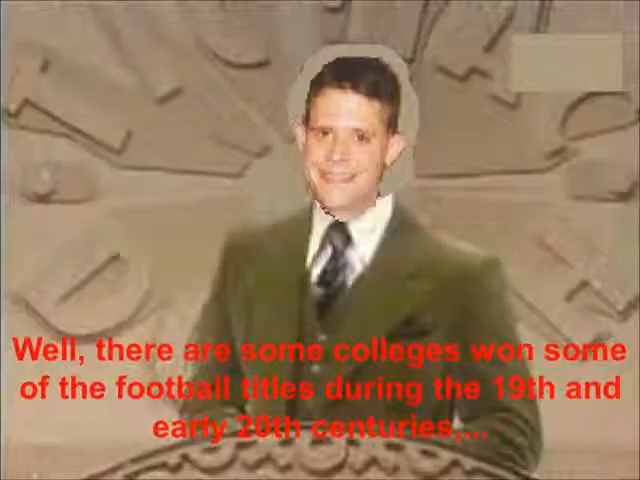 Well, there are some colleges won some
of the football titles during the 19th and
early 20th centuries,...